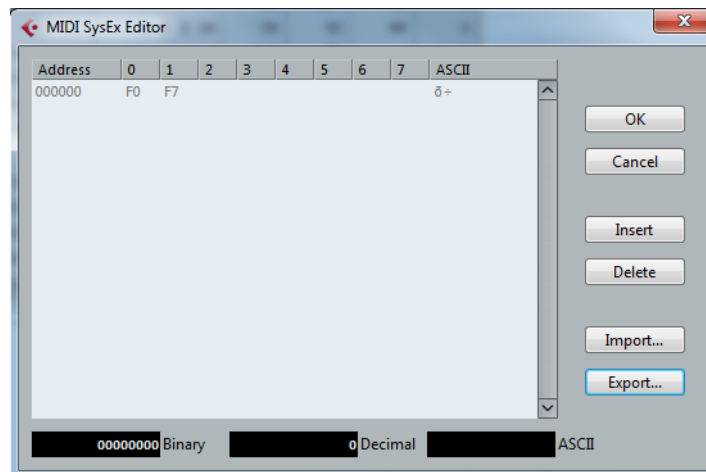 MIDI SysEx Editor
Address 0 1 2 3 4 5 6 7 ASCII
000000 F0 F7 ð÷
OK
Cancel
Insert
Delete
Import...
Export...
00000000 Binary 0 Decimal ASCII